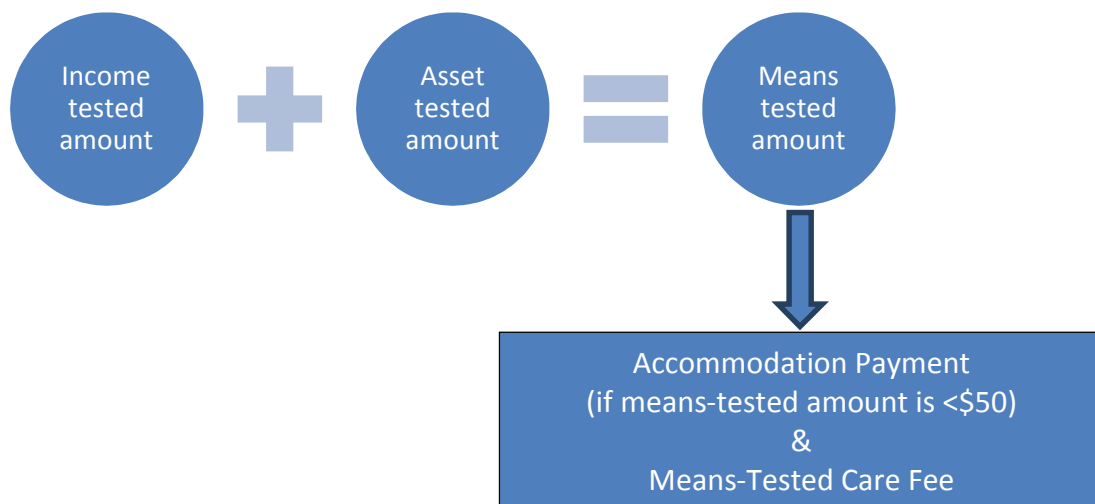 Income
tested
amount
Asset
tested
amount
Means
tested
amount
Accommodation Payment
(if means-tested amount is <$50)
&
Means-Tested Care Fee